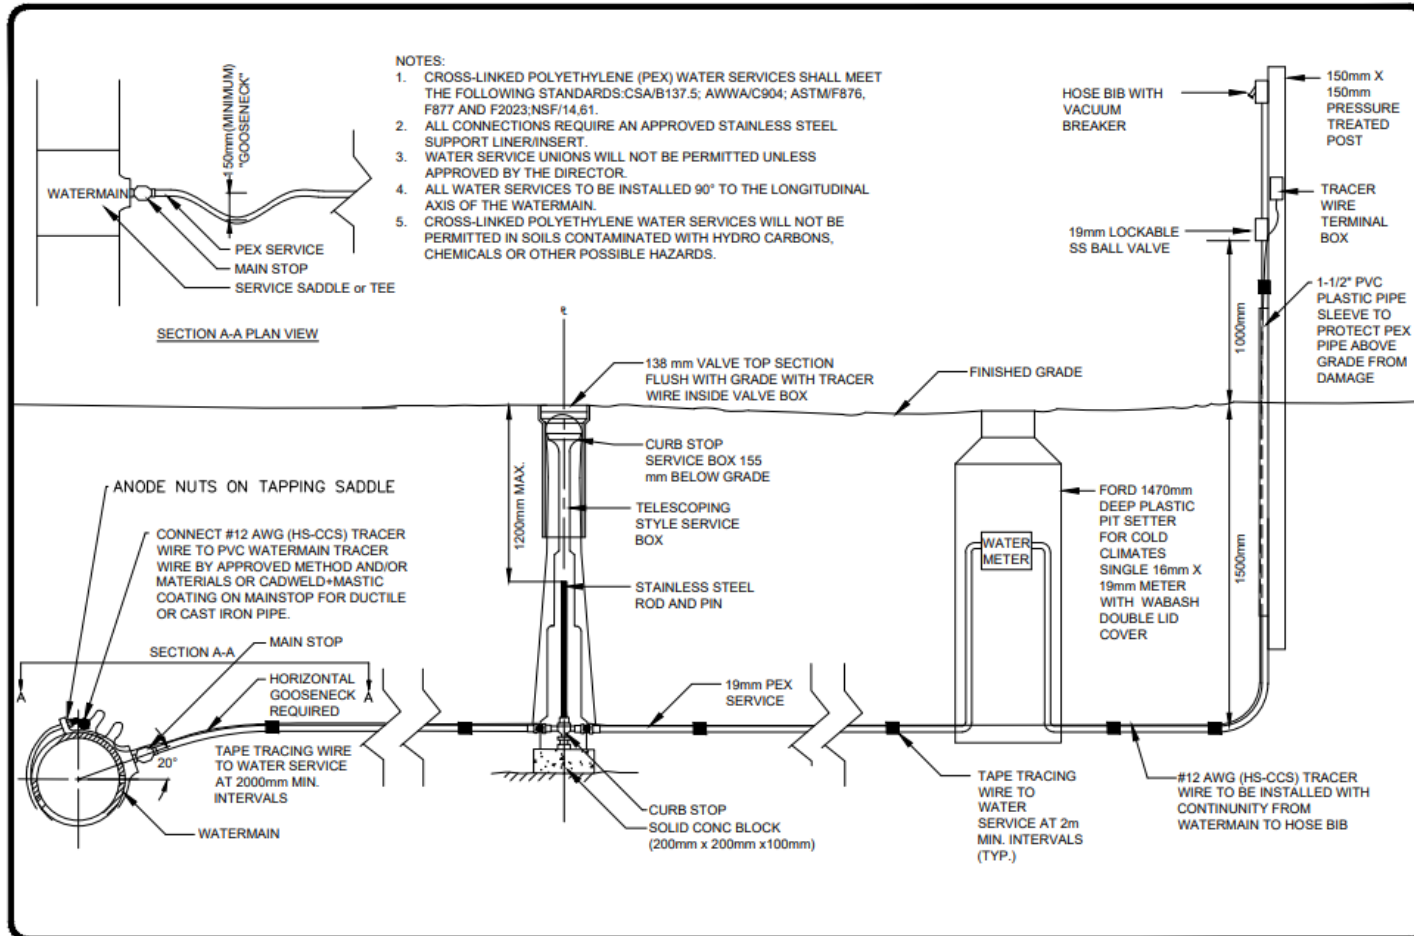 NOTES:
1. CROSS-LINKED POLYETHYLENE (PEX) WATER SERVICES SHALL MEET
THE FOLLOWING STANDARDS:CSA/B137.5; AWWA/C904; ASTM/F876,
F877 AND F2023;NSF/14,61.
2. ALL CONNECTIONS REQUIRE AN APPROVED STAINLESS STEEL
SUPPORT LINER/INSERT.
3. WATER SERVICE UNIONS WILL NOT BE PERMITTED UNLESS
APPROVED BY THE DIRECTOR.
4. ALL WATER SERVICES TO BE INSTALLED 90° TO THE LONGITUDINAL
AXIS OF THE WATERMAIN.
5. CROSS-LINKED POLYETHYLENE WATER SERVICES WILL NOT BE
PERMITTED IN SOILS CONTAMINATED WITH HYDRO CARBONS,
CHEMICALS OR OTHER POSSIBLE HAZARDS.
150mm(MINIMUM)
"GOOSENECK"
WATERMAIN
PEX SERVICE
MAIN STOP
SERVICE SADDLE or TEE
SECTION A-A PLAN VIEW
HOSE BIB WITH
VACUUM
BREAKER
150mm X
150mm
PRESSURE
TREATED
POST
TRACER
WIRE
TERMINAL
BOX
19mm LOCKABLE
SS BALL VALVE
1-1/2" PVC
PLASTIC PIPE
SLEEVE TO
PROTECT PEX
PIPE ABOVE
GRADE FROM
DAMAGE
1000mm
℄
138 mm VALVE TOP SECTION
FLUSH WITH GRADE WITH TRACER
WIRE INSIDE VALVE BOX
FINISHED GRADE
CURB STOP
SERVICE BOX 155
mm BELOW GRADE
1200mm MAX.
TELESCOPING
STYLE SERVICE
BOX
STAINLESS STEEL
ROD AND PIN
WATER
METER
FORD 1470mm
DEEP PLASTIC
PIT SETTER
FOR COLD
CLIMATES
SINGLE 16mm X
19mm METER
WITH WABASH
DOUBLE LID
COVER
1500mm
ANODE NUTS ON TAPPING SADDLE
CONNECT #12 AWG (HS-CCS) TRACER
WIRE TO PVC WATERMAIN TRACER
WIRE BY APPROVED METHOD AND/OR
MATERIALS OR CADWELD+MASTIC
COATING ON MAINSTOP FOR DUCTILE
OR CAST IRON PIPE.
SECTION A-A
A
A
MAIN STOP
HORIZONTAL
GOOSENECK
REQUIRED
20°
TAPE TRACING WIRE
TO WATER SERVICE
AT 2000mm MIN.
INTERVALS
WATERMAIN
19mm PEX
SERVICE
CURB STOP
SOLID CONC BLOCK
(200mm x 200mm x100mm)
TAPE TRACING
WIRE TO
WATER
SERVICE AT 2m
MIN. INTERVALS
(TYP.)
#12 AWG (HS-CCS) TRACER
WIRE TO BE INSTALLED WITH
CONTINUNITY FROM
WATERMAIN TO HOSE BIB